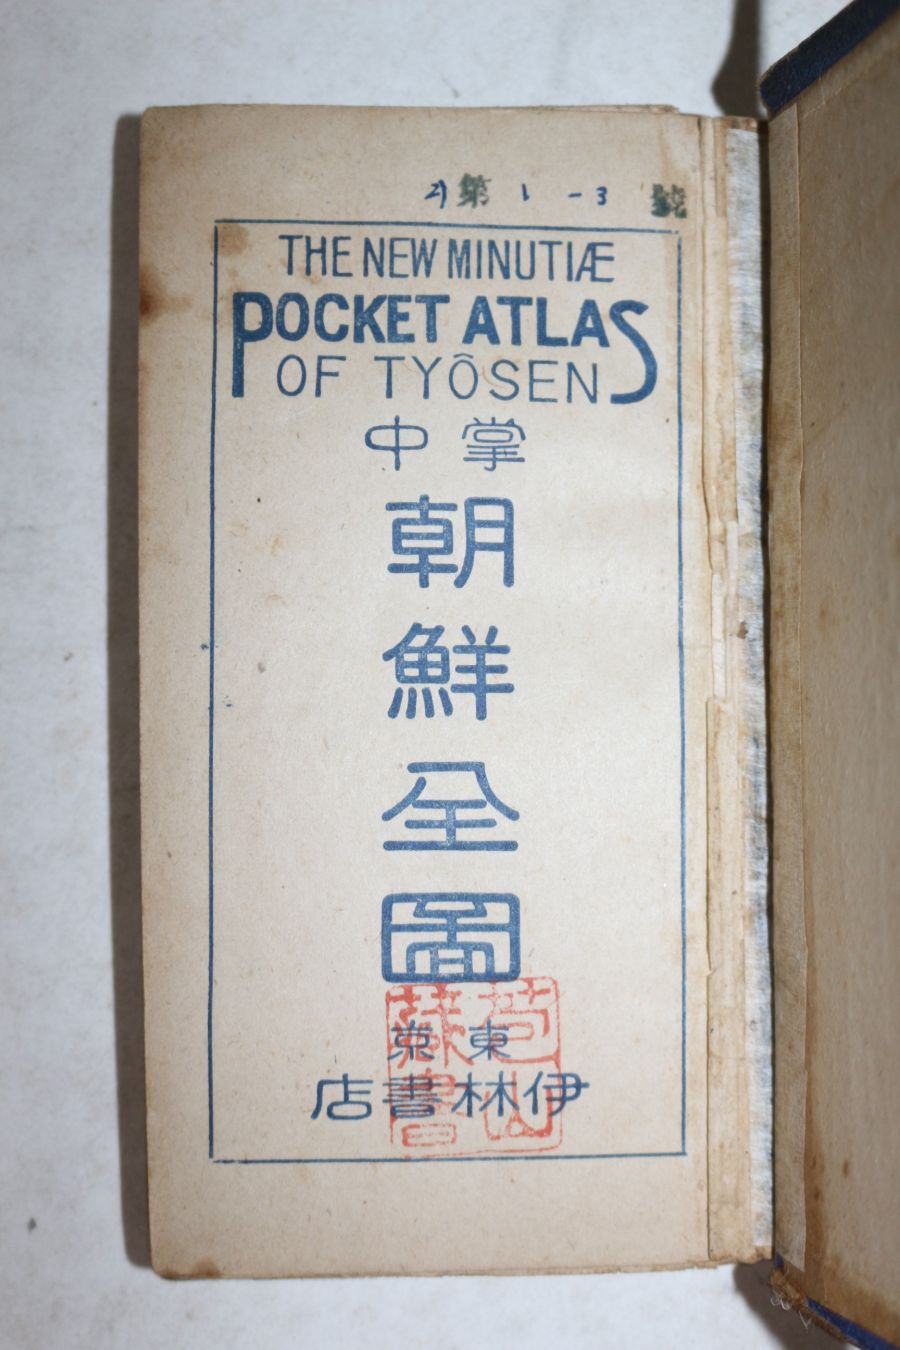 가 第 1 - 3 號
THE NEW MINUTIÆ
POCKET ATLAS
OF TYÔSEN
掌中
朝鮮全圖
東京
伊林書店